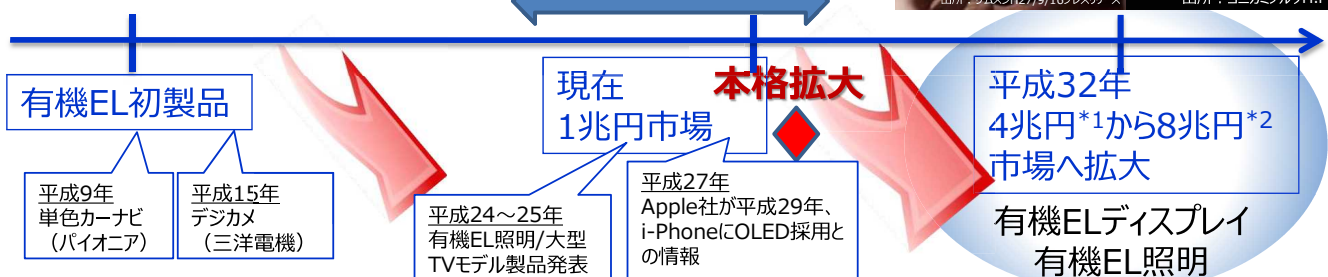 有機EL初製品
平成9年
単色カーナビ
（パイオニア）
平成15年
デジカメ
（三洋電機）
現在
1兆円市場
本格拡大
平成24～25年
有機EL照明/大型
TVモデル製品発表
平成27年
Apple社が平成29年、
i-PhoneにOLED採用と
の情報
平成32年
4兆円*1から8兆円*2
市場へ拡大
有機ELディスプレイ
有機EL照明